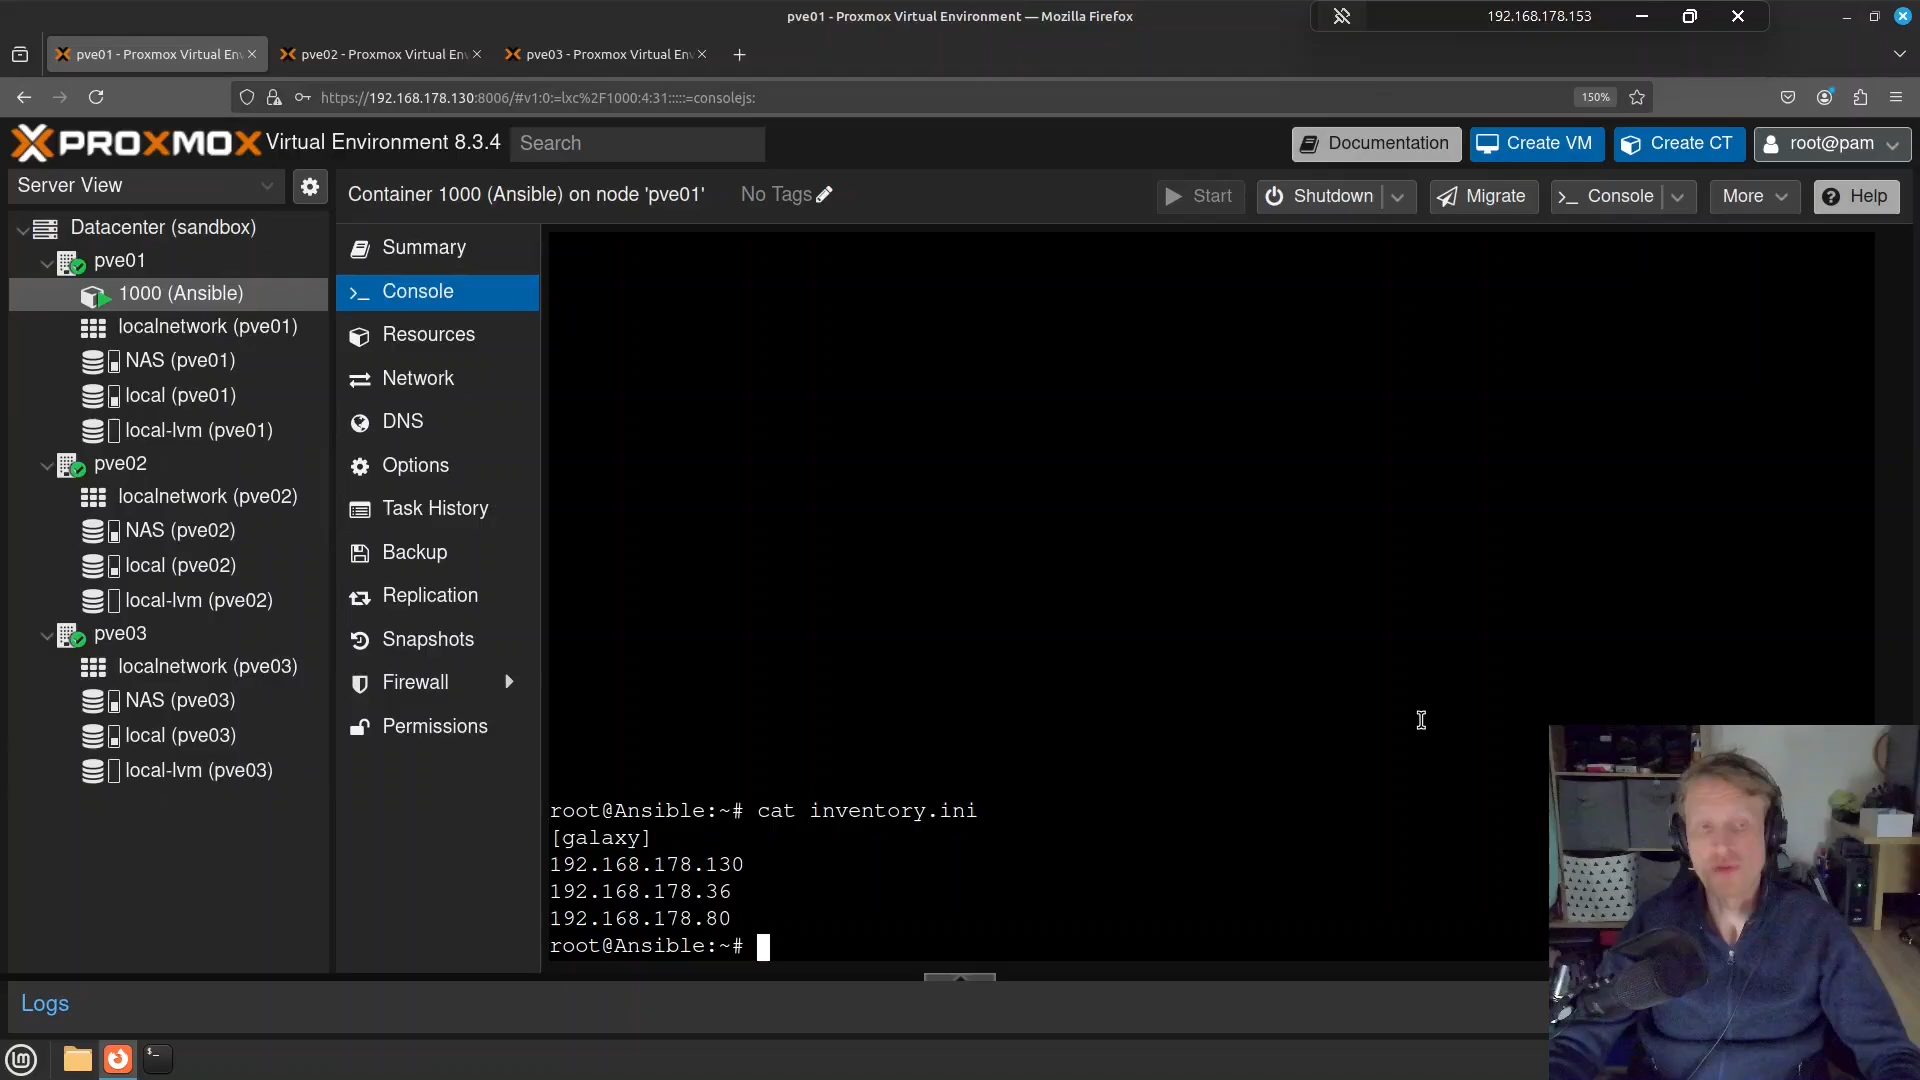 pve01 - Proxmox Virtual Environment — Mozilla Firefox
192.168.178.153
pve01 - Proxmox Virtual En
pve02 - Proxmox Virtual En
pve03 - Proxmox Virtual En
https://192.168.178.130:8006/#v1:0:=lxc%2F1000:4:31:::::=consolejs:
150%
PROXMOX Virtual Environment 8.3.4
Search
Documentation
Create VM
Create CT
root@pam
Server View
Container 1000 (Ansible) on node 'pve01'
No Tags
Start
Shutdown
Migrate
Console
More
Help
Datacenter (sandbox)
pve01
1000 (Ansible)
localnetwork (pve01)
NAS (pve01)
local (pve01)
local-lvm (pve01)
pve02
localnetwork (pve02)
NAS (pve02)
local (pve02)
local-lvm (pve02)
pve03
localnetwork (pve03)
NAS (pve03)
local (pve03)
local-lvm (pve03)
Summary
Console
Resources
Network
DNS
Options
Task History
Backup
Replication
Snapshots
Firewall
Permissions
root@Ansible:~# cat inventory.ini
[galaxy]
192.168.178.130
192.168.178.36
192.168.178.80
root@Ansible:~#
Logs